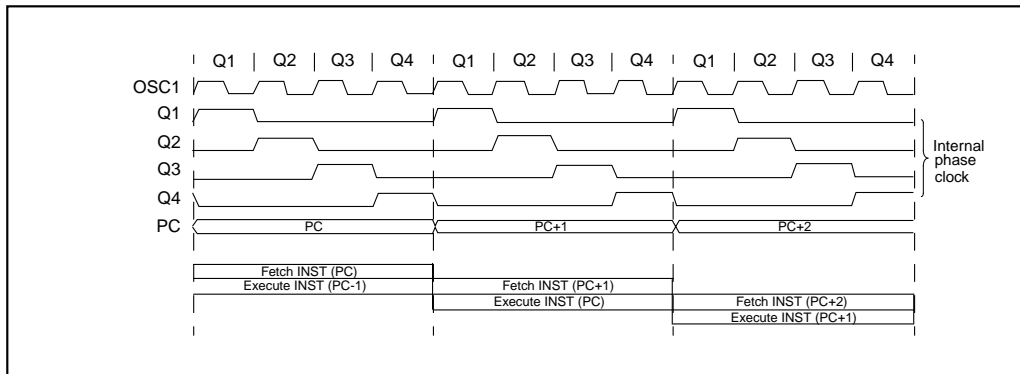 Q1 Q2 Q3 Q4 Q1 Q2 Q3 Q4 Q1 Q2 Q3 Q4
OSC1
Q1
Q2
Q3
Q4
Internal
phase
clock
PC PC PC+1 PC+2
Fetch INST (PC)
Execute INST (PC-1) Fetch INST (PC+1)
Execute INST (PC) Fetch INST (PC+2)
Execute INST (PC+1)